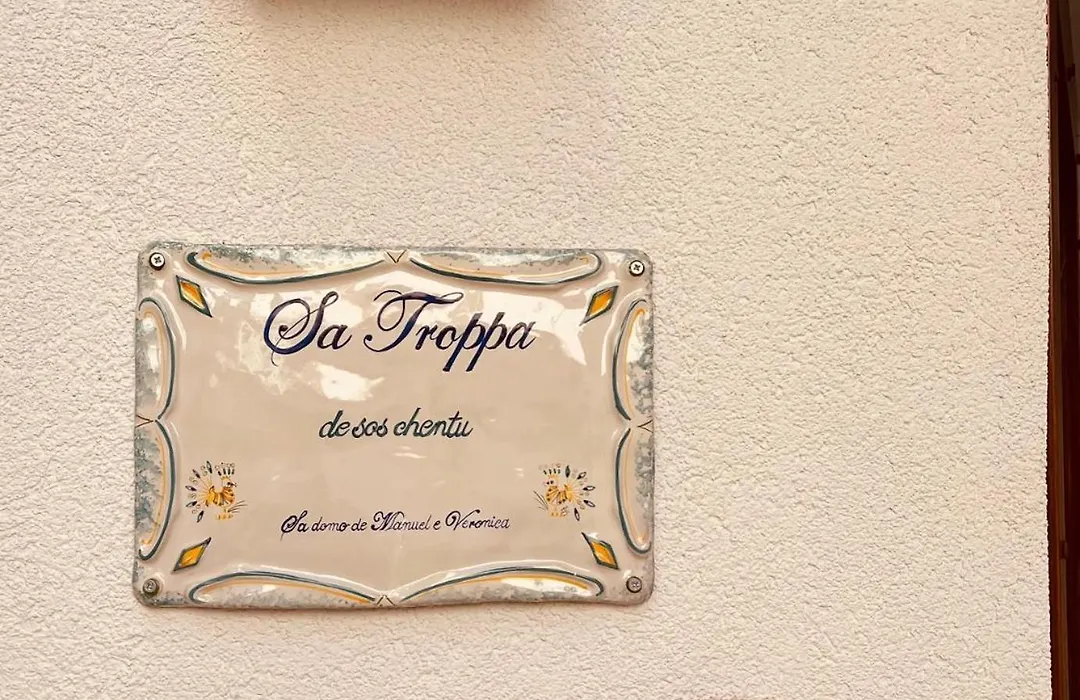 Sa Troppa
de sos chentu
Sa domo de Manuel e Veronica